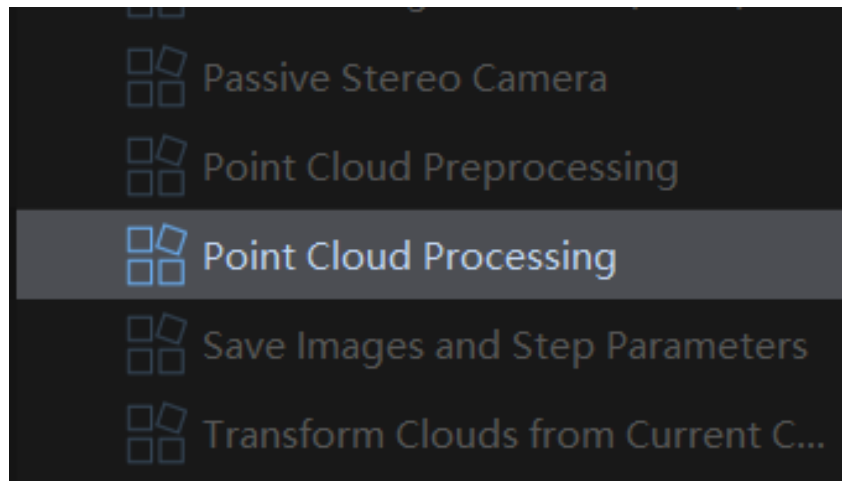 Passive Stereo Camera
Point Cloud Preprocessing
Point Cloud Processing
Save Images and Step Parameters
Transform Clouds from Current C...